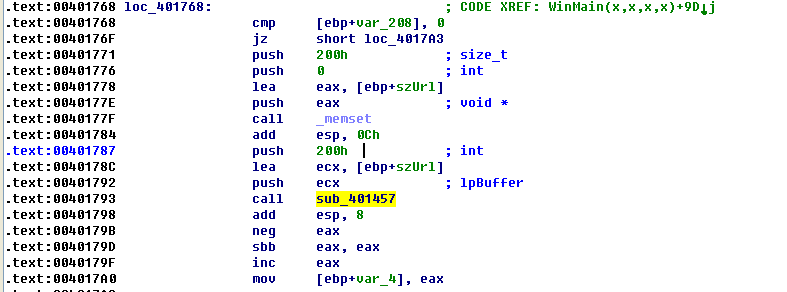 .text:00401768 loc_401768: ; CODE XREF: WinMain(x,x,x,x)+9D↓j
.text:00401768 cmp [ebp+var_208], 0
.text:0040176F jz short loc_4017A3
.text:00401771 push 200h ; size_t
.text:00401776 push 0 ; int
.text:00401778 lea eax, [ebp+szUrl]
.text:0040177E push eax ; void *
.text:0040177F call _memset
.text:00401784 add esp, 0Ch
.text:00401787 push 200h ; int
.text:0040178C lea ecx, [ebp+szUrl]
.text:00401792 push ecx ; lpBuffer
.text:00401793 call sub_401457
.text:00401798 add esp, 8
.text:0040179B neg eax
.text:0040179D sbb eax, eax
.text:0040179F inc eax
.text:004017A0 mov [ebp+var_4], eax